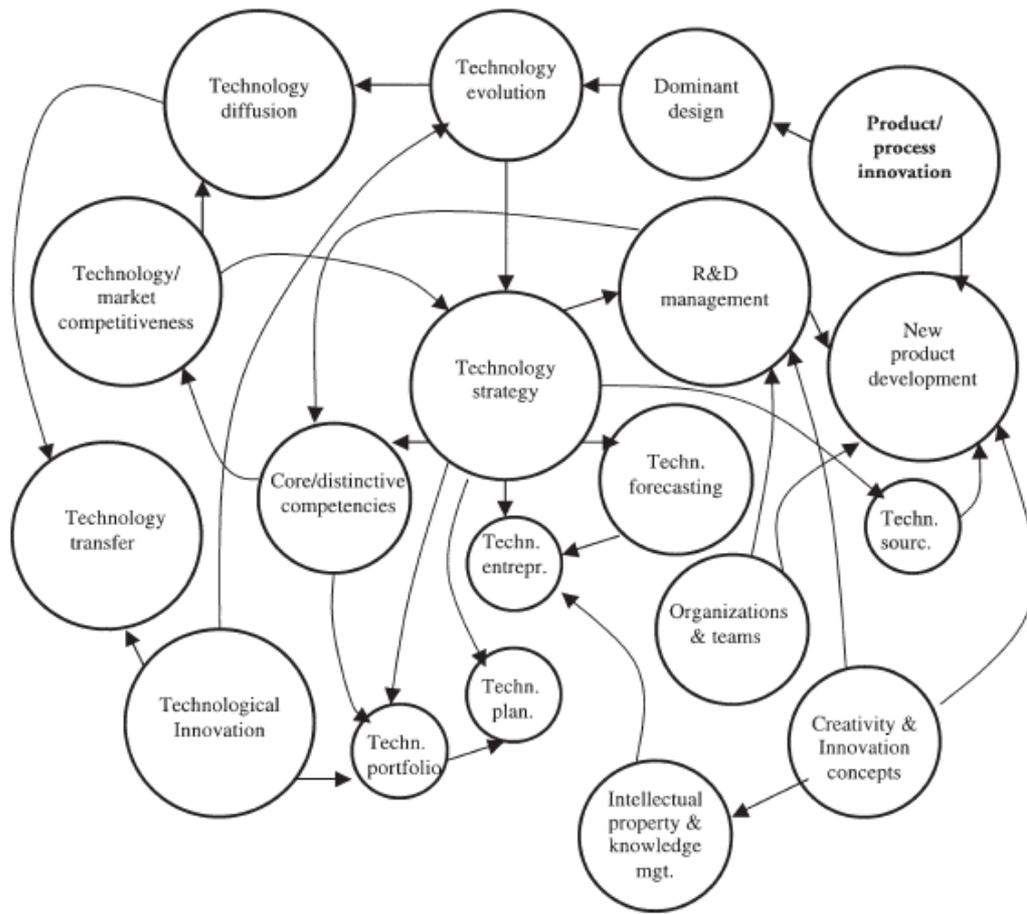 Technology
diffusion
Technology
evolution
Dominant
design
Product/
process
innovation
Technology/
market
competitiveness
R&D
management
New
product
development
Technology
strategy
Core/distinctive
competencies
Techn.
forecasting
Technology
transfer
Techn.
entrepr.
Techn.
sourc.
Organizations
& teams
Technological
Innovation
Techn.
plan.
Techn.
portfolio
Creativity &
Innovation
concepts
Intellectual
property &
knowledge
mgt.